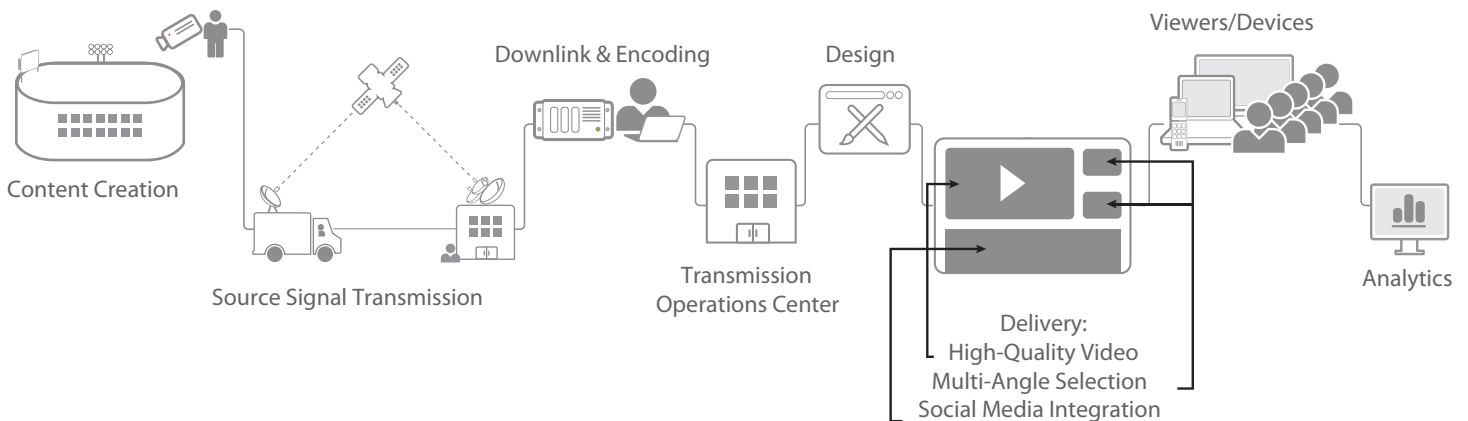 Content Creation
Source Signal Transmission
Downlink & Encoding
Transmission
Operations Center
Design
Delivery:
High-Quality Video
Multi-Angle Selection
Social Media Integration
Viewers/Devices
Analytics